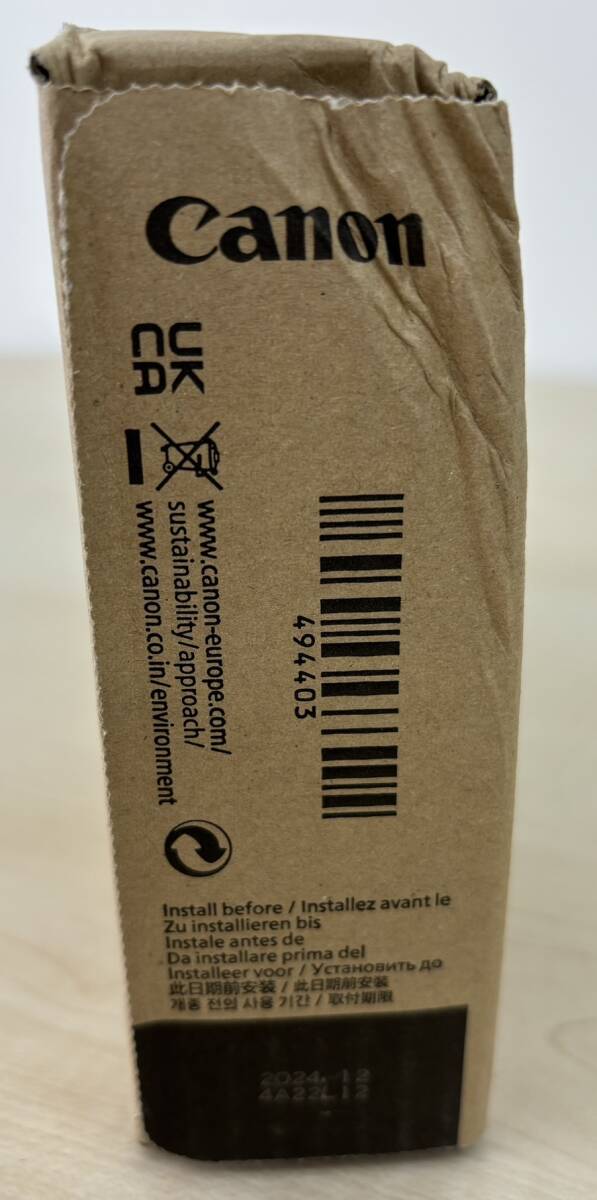 Canon
UK
CA
www.canon-europe.com/
sustainability/approach/
www.canon.co.in/environment
494403
Install before / Installez avant le
Zu installieren bis
Instale antes de
Da installare prima del
Installeer voor / Установить до
此日期前安装 / 此日期前安裝
개봉 전의 사용 기간 / 取付期限
2024.12
4A22L12